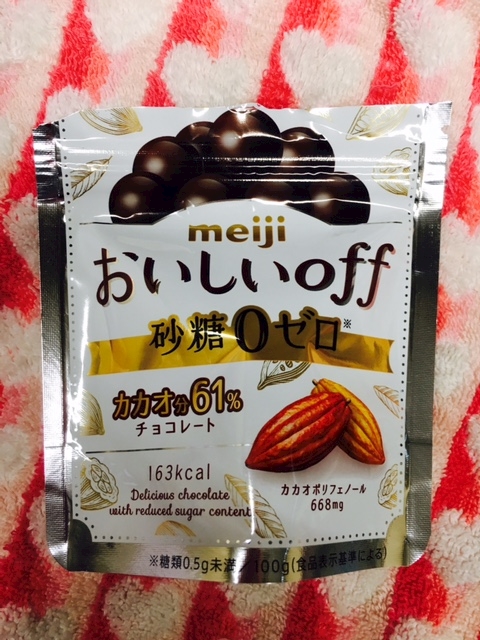 meiji
おいしいoff
砂糖0ゼロ※
カカオ分61%
チョコレート
163kcal
Delicious chocolate
with reduced sugar content
カカオポリフェノール
668mg
※糖類0.5g未満／100g(食品表示基準による)